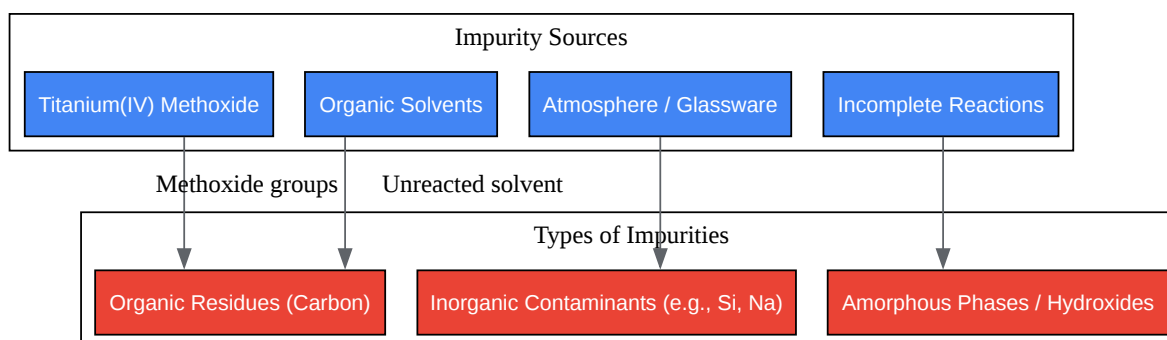 Impurity Sources
Titanium(IV) Methoxide
Organic Solvents
Atmosphere / Glassware
Incomplete Reactions
Methoxide groups
Unreacted solvent
Types of Impurities
Organic Residues (Carbon)
Inorganic Contaminants (e.g., Si, Na)
Amorphous Phases / Hydroxides